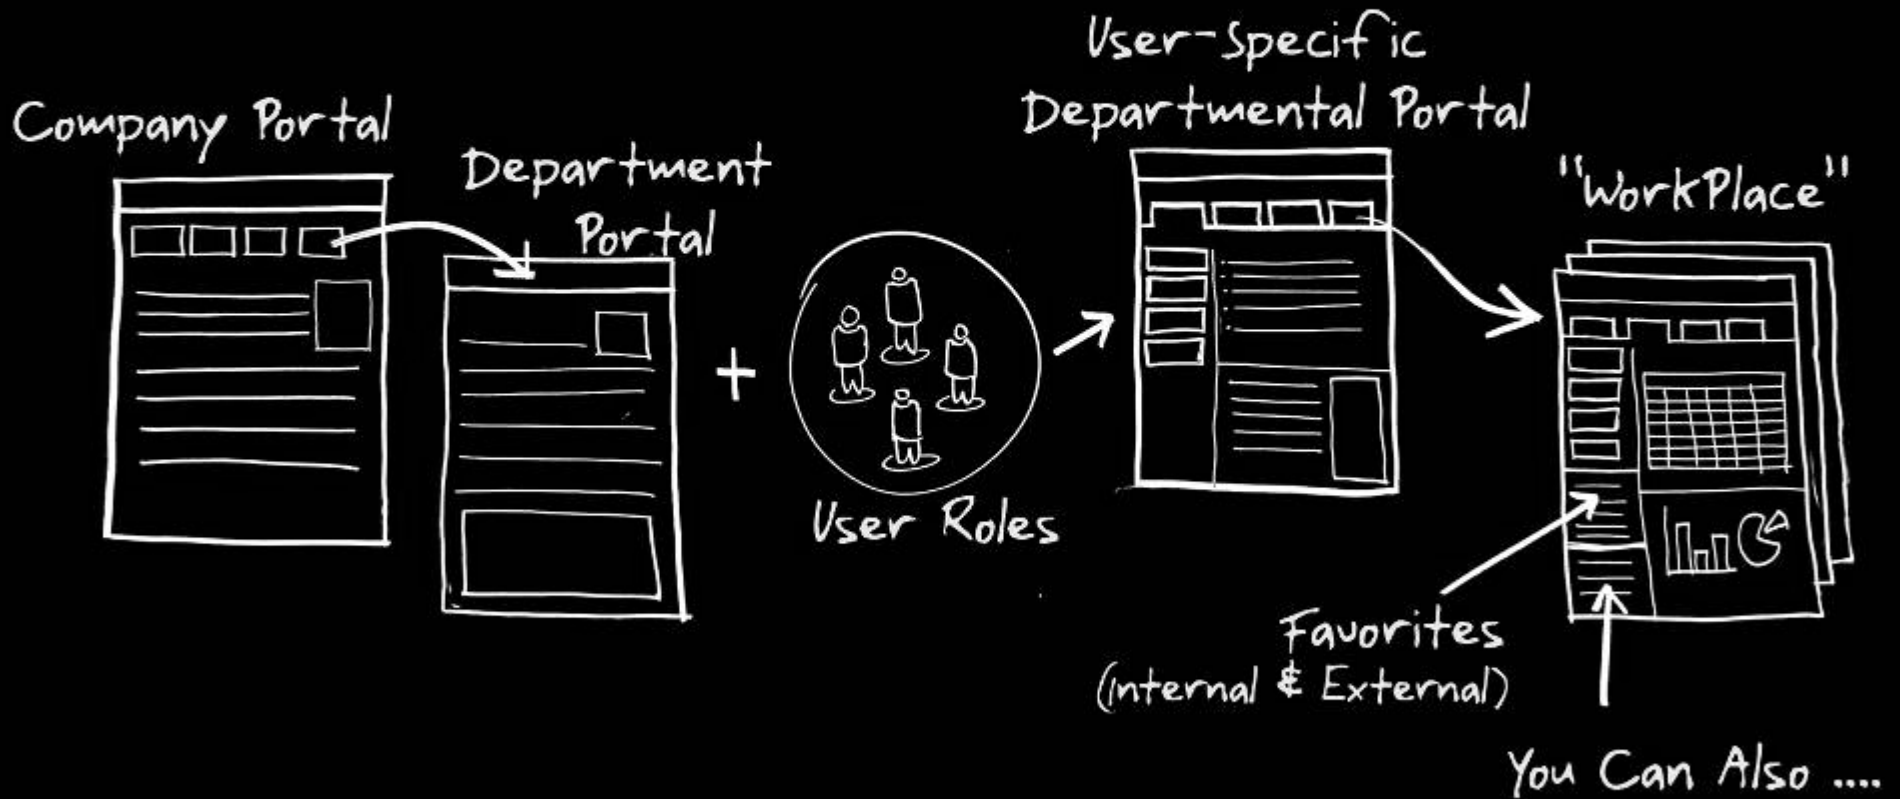 Company Portal
Department
Portal
User Roles
User-Specific
Departmental Portal
"WorkPlace"
Favorites
(Internal & External)
You Can Also ....